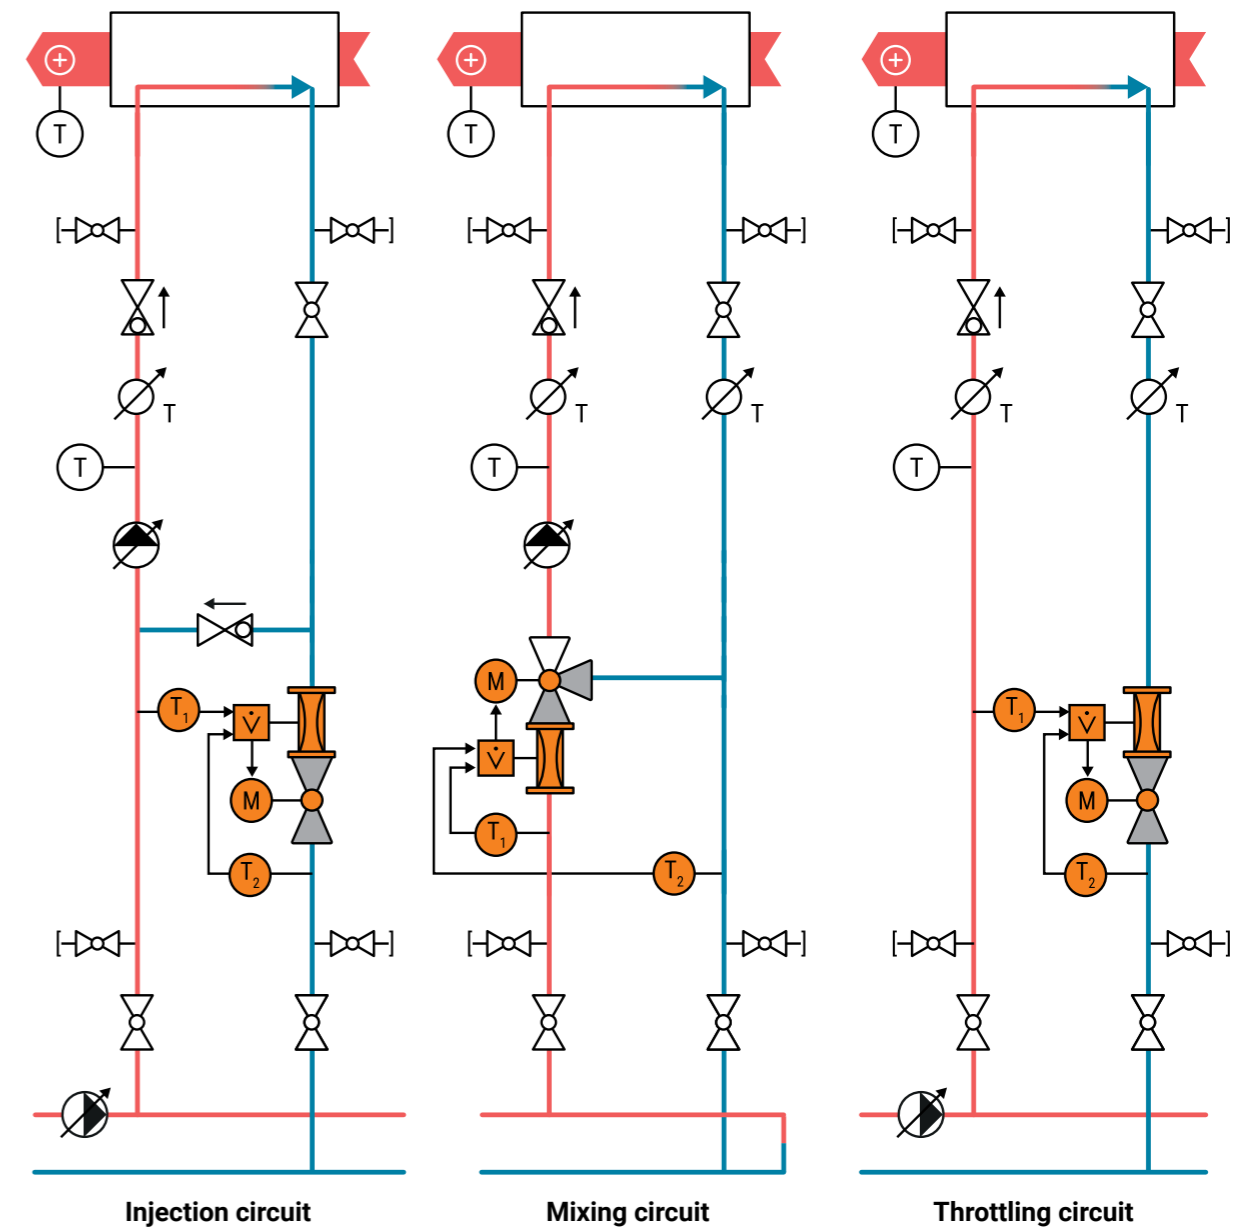 + + +
T T T
T T T T T
T T T
T₁ V̇ M T₂
M V̇ T₁ T₂
T₁ V̇ M T₂
Injection circuit
Mixing circuit
Throttling circuit